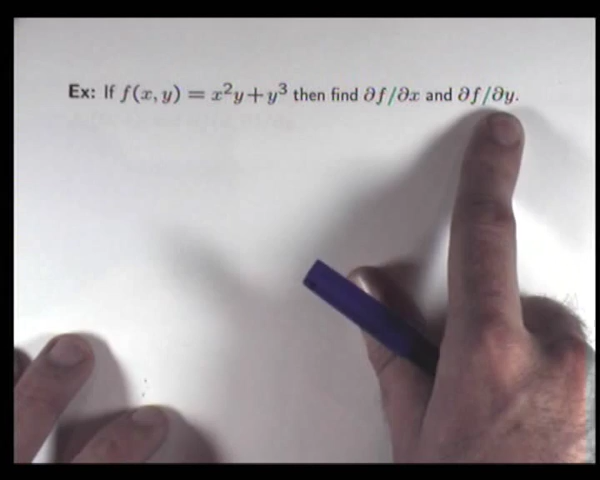 Ex: If f(x, y) = x²y+y³ then find ∂f/∂x and ∂f/∂y.